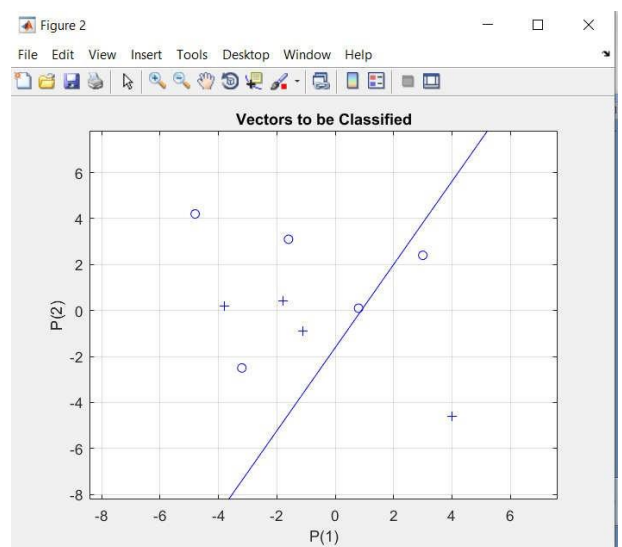 Figure 2
File Edit View Insert Tools Desktop Window Help
Vectors to be Classified
6
4
2
0
-2
-4
-6
-8
P(2)
-8 -6 -4 -2 0 2 4 6
P(1)